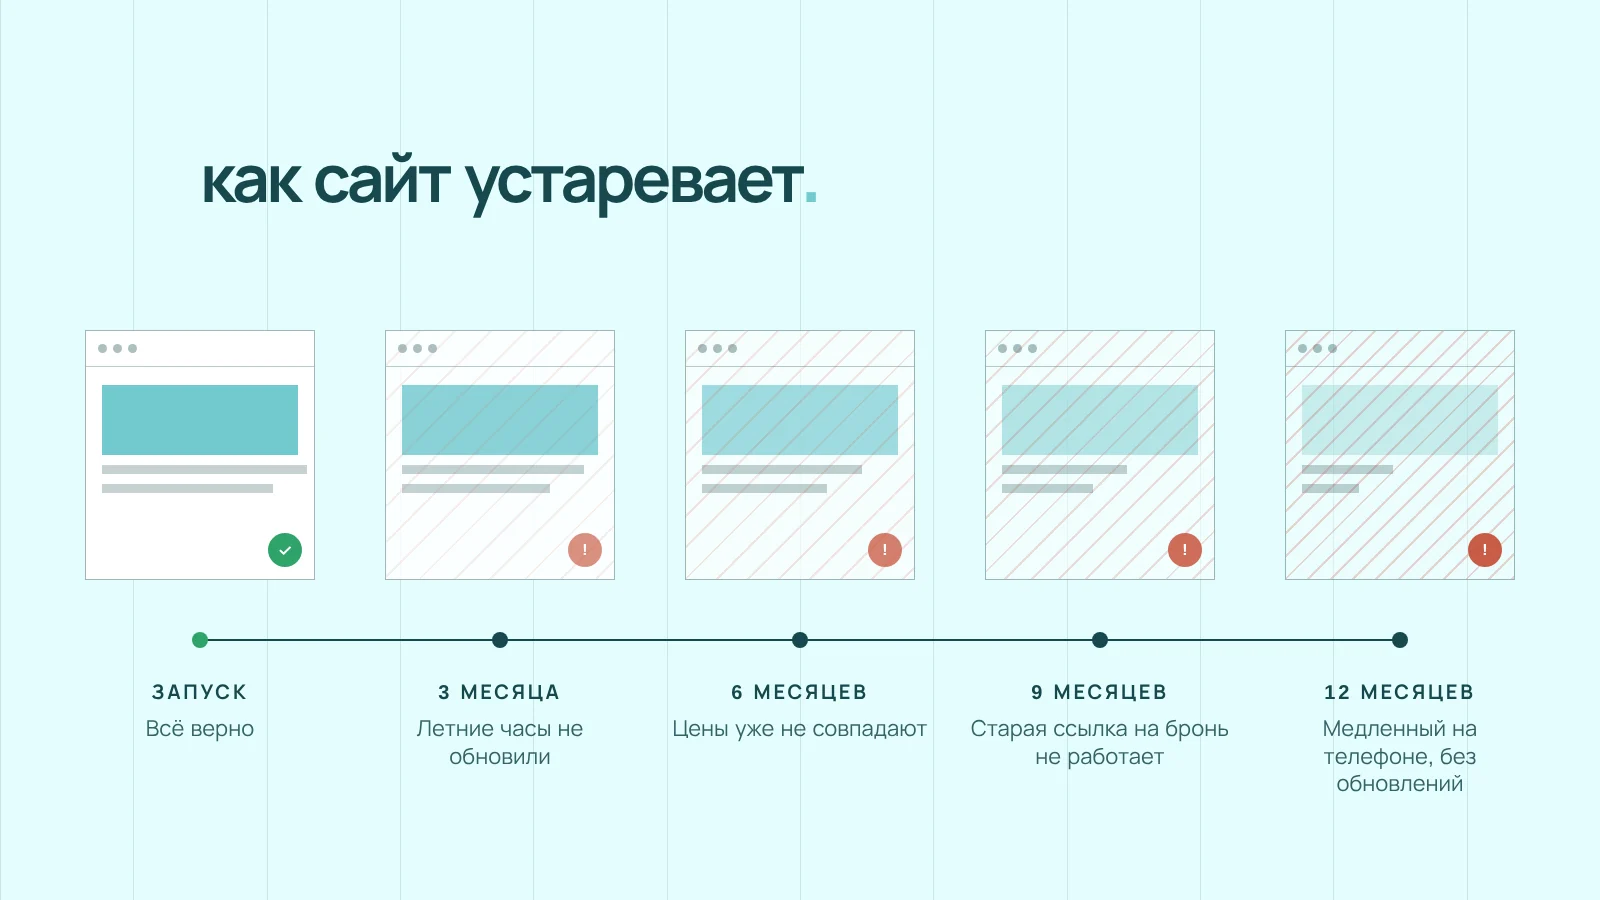 как сайт устаревает.
ЗАПУСК
Всё верно
3 МЕСЯЦА
Летние часы не
обновили
6 МЕСЯЦЕВ
Цены уже не совпадают
9 МЕСЯЦЕВ
Старая ссылка на бронь
не работает
12 МЕСЯЦЕВ
Медленный на
телефоне, без
обновлений